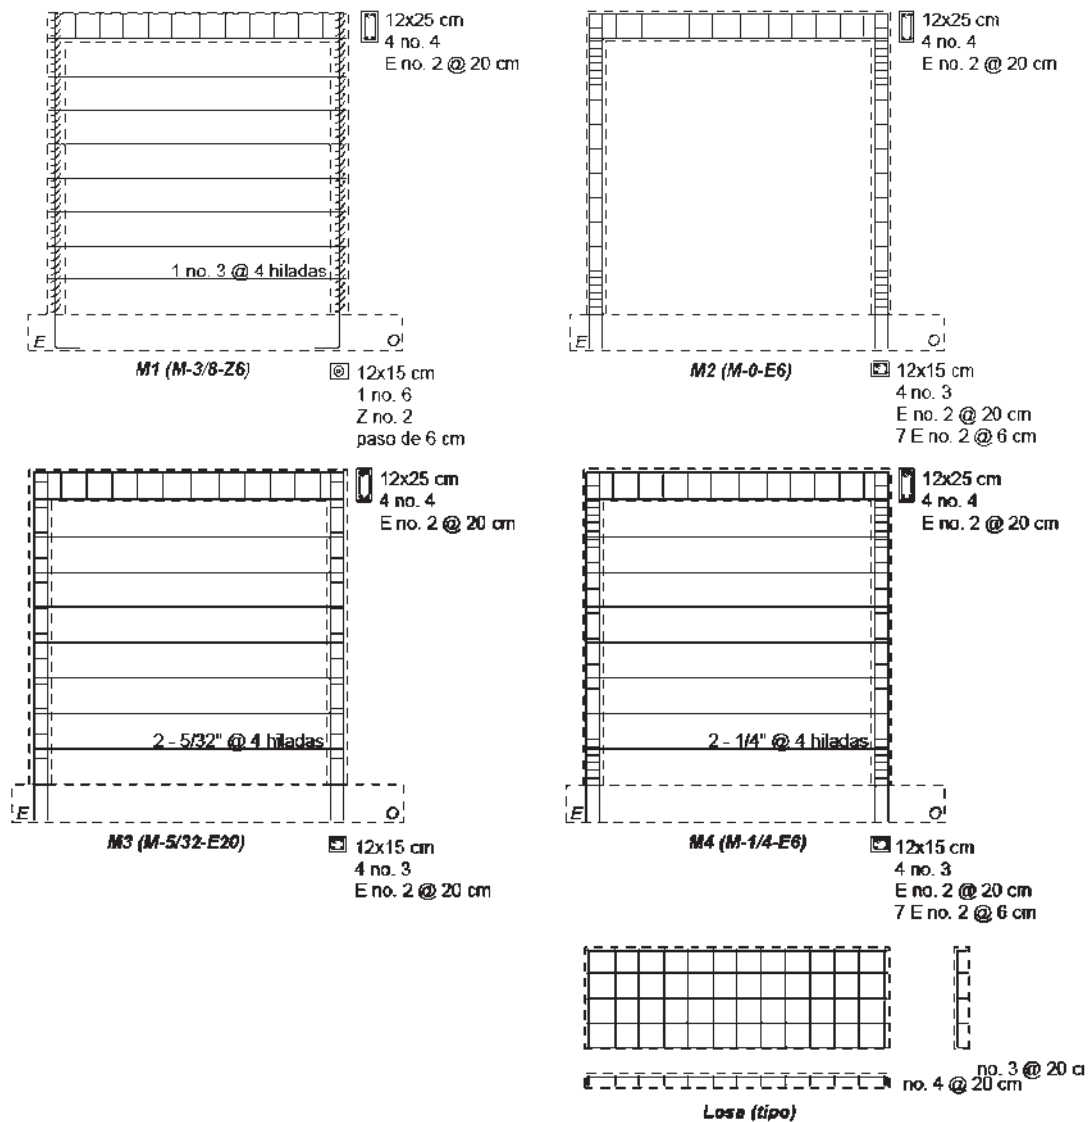 12x25 cm
4 no. 4
E no. 2 @ 20 cm
1 no. 3 @ 4 hiladas
E
O
M1 (M-3/8-Z6)
12x15 cm
1 no. 6
Z no. 2
paso de 6 cm
12x25 cm
4 no. 4
E no. 2 @ 20 cm
E
O
M2 (M-0-E6)
12x15 cm
4 no. 3
E no. 2 @ 20 cm
7 E no. 2 @ 6 cm
12x25 cm
4 no. 4
E no. 2 @ 20 cm
2 - 5/32" @ 4 hiladas
E
O
M3 (M-5/32-E20)
12x15 cm
4 no. 3
E no. 2 @ 20 cm
12x25 cm
4 no. 4
E no. 2 @ 20 cm
2 - 1/4" @ 4 hiladas
E
O
M4 (M-1/4-E6)
12x15 cm
4 no. 3
E no. 2 @ 20 cm
7 E no. 2 @ 6 cm
no. 3 @ 20
no. 4 @ 20 cm
Losa (tipo)